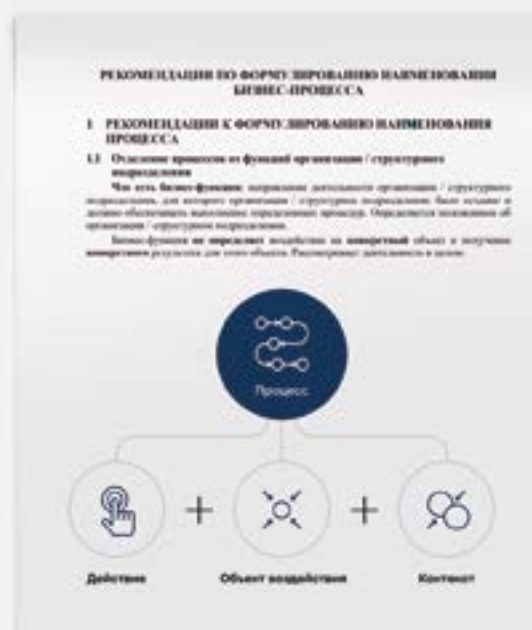 РЕКОМЕНДАЦИИ ПО ФОРМУЛИРОВАНИЮ НАИМЕНОВАНИЯ
БИЗНЕС-ПРОЦЕССА
1 РЕКОМЕНДАЦИИ К ФОРМУЛИРОВАНИЮ НАИМЕНОВАНИЯ
ПРОЦЕССА
1.1 Отделение процессов от функций организации / структурного
подразделения
Что есть бизнес-функция: направление деятельности организации / структурного
подразделения, для которого организация / структурное подразделение было создано и
должно обеспечивать выполнение определенных процедур. Определяется положением об
организации / структурном подразделении.
Бизнес-функция не определяет воздействие на конкретный объект и получение
конкретного результата для этого объекта. Рассматривает деятельность в целом.
Процесс
+ +
Действие Объект воздействия Контекст